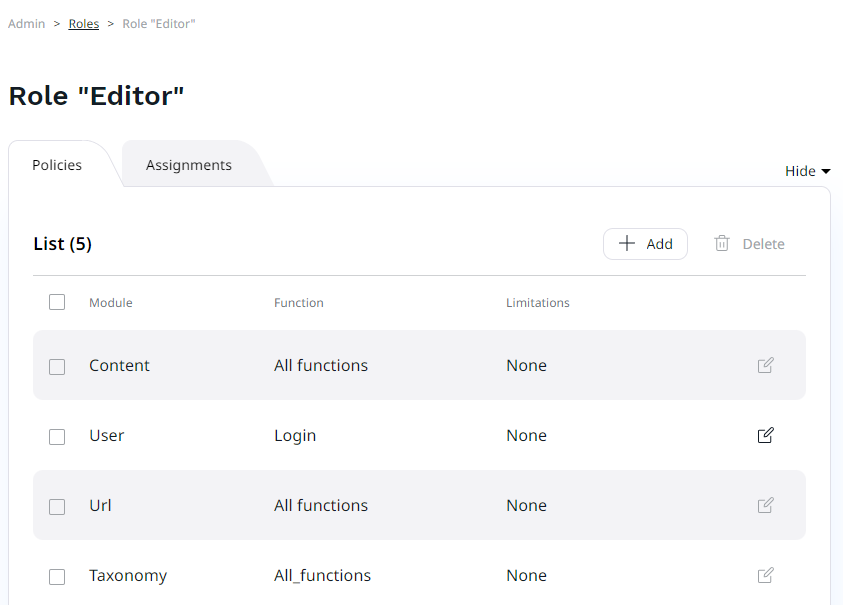 Admin > Roles > Role "Editor"
Role "Editor"
Policies Assignments Hide
List (5) Add Delete
Module Function Limitations
Content All functions None
User Login None
Url All functions None
Taxonomy All_functions None